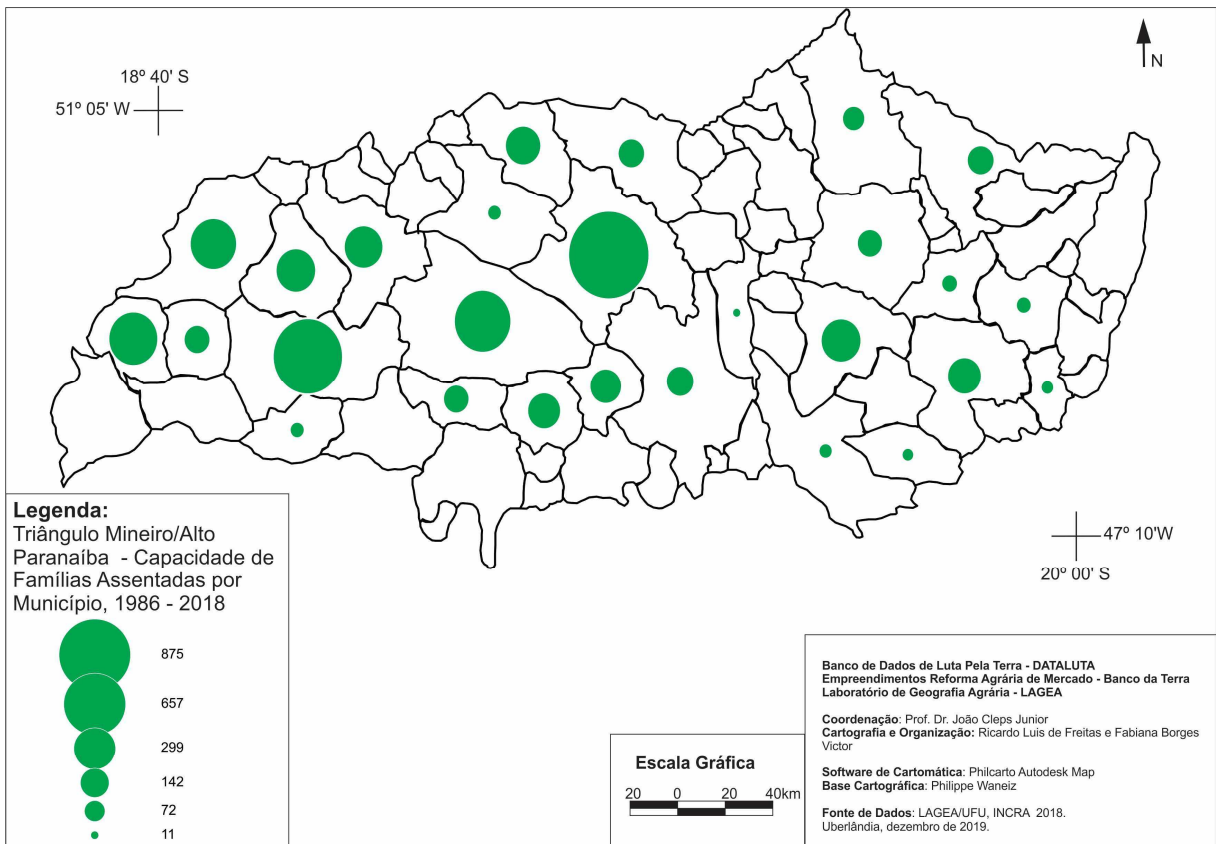 18º 40' S
51º 05' W
N
47º 10'W
20º 00' S
Legenda:
Triângulo Mineiro/Alto
Paranaíba - Capacidade de
Famílias Assentadas por
Município, 1986 - 2018
875
657
299
142
72
11
Escala Gráfica
20 0 20 40km
Banco de Dados de Luta Pela Terra - DATALUTA
Empreendimentos Reforma Agrária de Mercado - Banco da Terra
Laboratório de Geografia Agrária - LAGEA
Coordenação: Prof. Dr. João Cleps Junior
Cartografia e Organização: Ricardo Luis de Freitas e Fabiana Borges
Victor
Software de Cartomática: Philcarto Autodesk Map
Base Cartográfica: Philippe Waneiz
Fonte de Dados: LAGEA/UFU, INCRA 2018.
Uberlândia, dezembro de 2019.